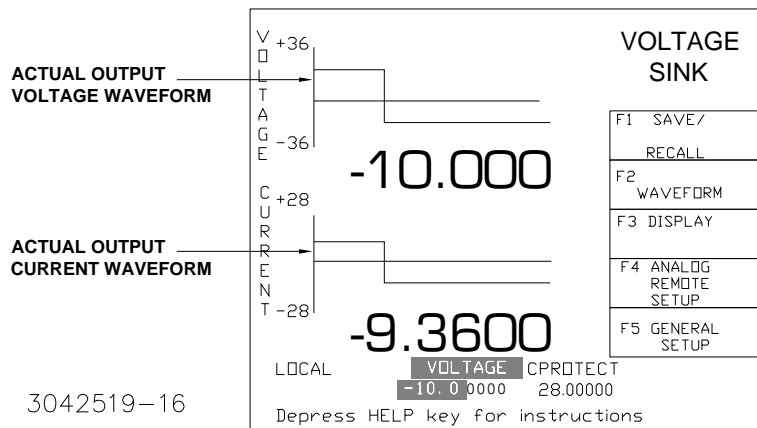 VOLTAGE
+36
-36
ACTUAL OUTPUT
VOLTAGE WAVEFORM
-10.000
CURRENT
+28
-28
ACTUAL OUTPUT
CURRENT WAVEFORM
-9.3600
VOLTAGE
SINK
F1 SAVE/
RECALL
F2
WAVEFORM
F3 DISPLAY
F4 ANALOG
REMOTE
SETUP
F5 GENERAL
SETUP
LOCAL VOLTAGE CPROTECT
-10.00000 28.00000
Depress HELP key for instructions
3042519-16